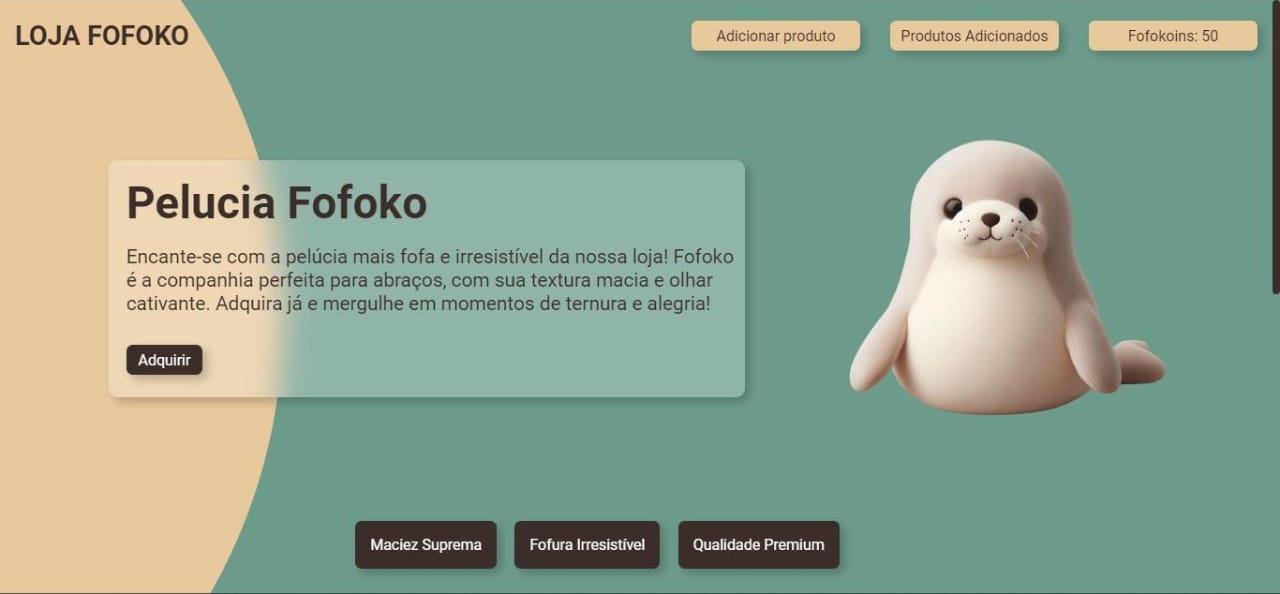 LOJA FOFOKO
Adicionar produto
Produtos Adicionados
Fofokoins: 50
Pelucia Fofoko
Encante-se com a pelúcia mais fofa e irresistível da nossa loja! Fofoko
é a companhia perfeita para abraços, com sua textura macia e olhar
cativante. Adquira já e mergulhe em momentos de ternura e alegria!
Adquirir
Maciez Suprema
Fofura Irresistível
Qualidade Premium